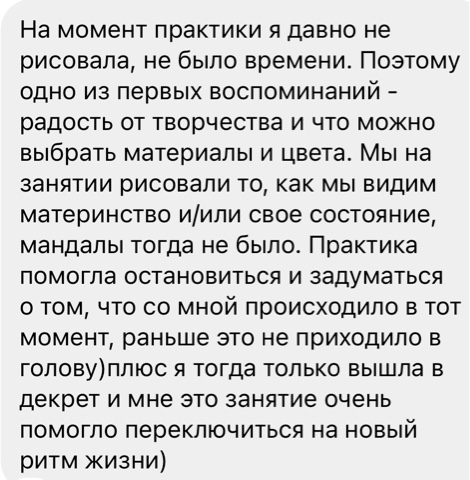 На момент практики я давно не
рисовала, не было времени. Поэтому
одно из первых воспоминаний -
радость от творчества и что можно
выбрать материалы и цвета. Мы на
занятии рисовали то, как мы видим
материнство и/или свое состояние,
мандалы тогда не было. Практика
помогла остановиться и задуматься
о том, что со мной происходило в тот
момент, раньше это не приходило в
голову)плюс я тогда только вышла в
декрет и мне это занятие очень
помогло переключиться на новый
ритм жизни)